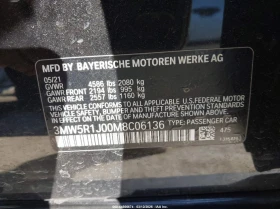 MFD BY BAYERISCHE MOTOREN WERKE AG
05/21
GVWR 4586 lbs 2080 kg
GAWR FRONT 2194 lbs 995 kg
GAWR REAR 2557 lbs 1160 kg
THIS VEHICLE CONFORMS TO ALL APPLICABLE
FEDERAL MOTOR VEHICLE SAFETY, BUMPER
AND THEFT PREVENTION STANDARDS IN EFFECT
ON THE DATE OF MANUFACTURE SHOWN ABOVE.
3MW5R1J00M8C06136 TYPE: PASSENGER CAR
475